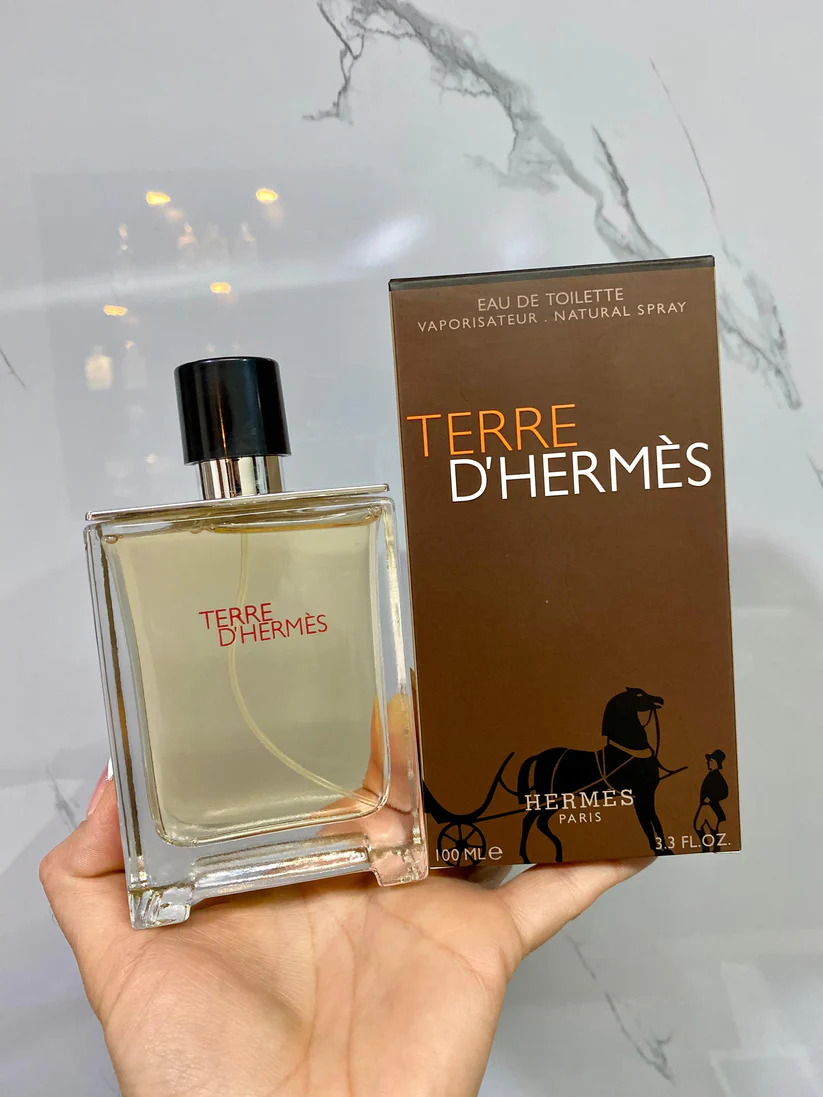 TERRE
D'HERMÈS
EAU DE TOILETTE
VAPORISATEUR . NATURAL SPRAY
TERRE
D'HERMÈS
HERMES
PARIS
100 ML e
3.3 FL.OZ.